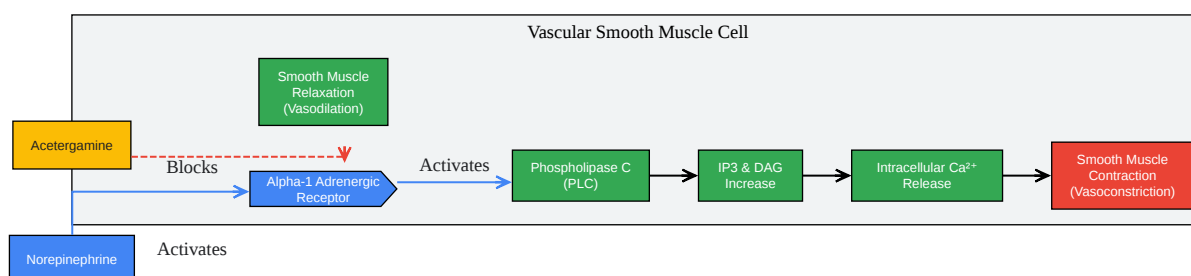 Vascular Smooth Muscle Cell
Smooth Muscle
Relaxation
(Vasodilation)
Acetergamine
Blocks
Activates
Alpha-1 Adrenergic
Receptor
Phospholipase C
(PLC)
IP3 & DAG
Increase
Intracellular Ca²⁺
Release
Smooth Muscle
Contraction
(Vasoconstriction)
Norepinephrine
Activates